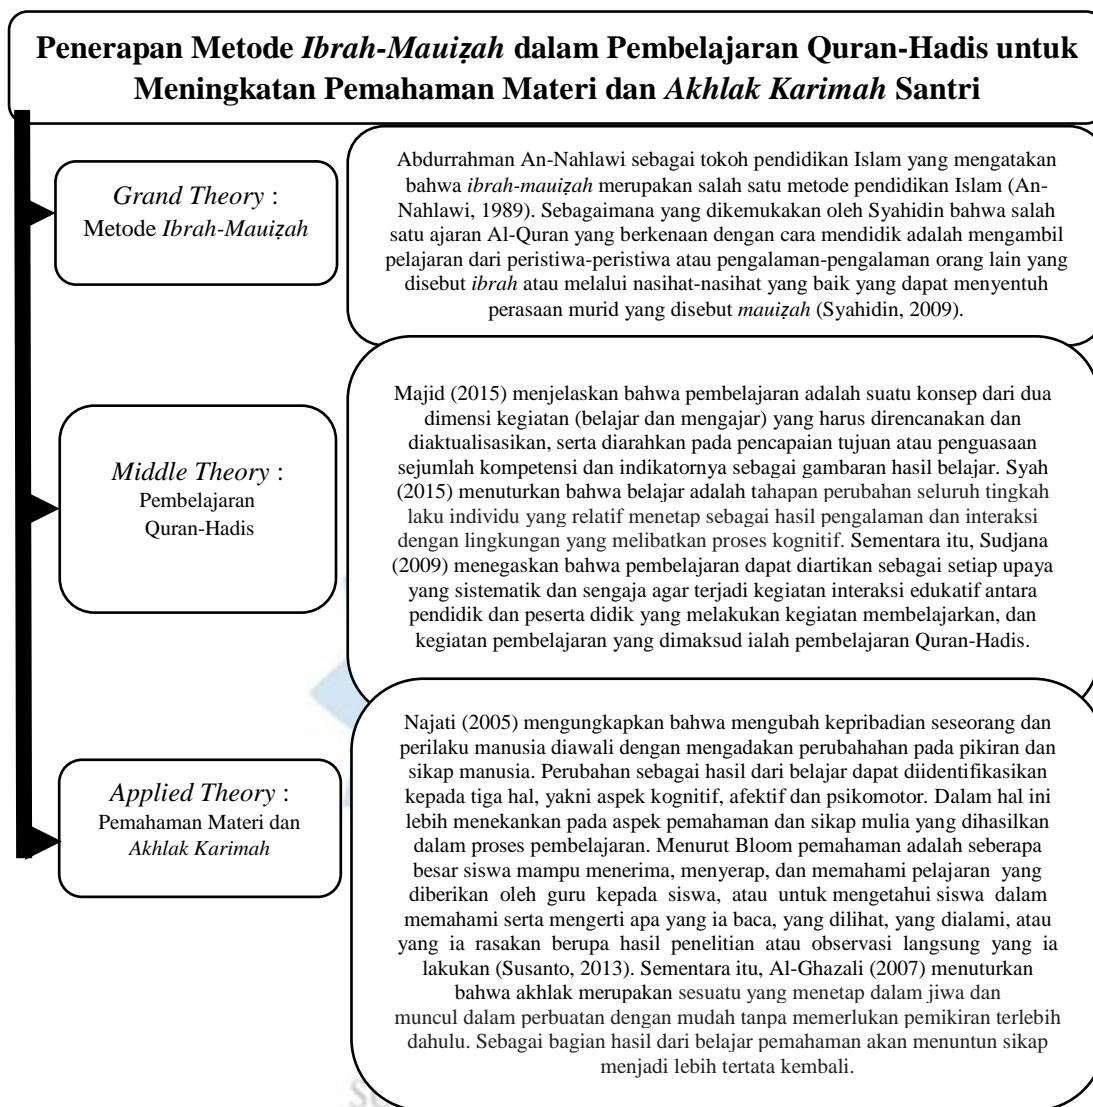 Penerapan Metode Ibrah-Mauiẓah dalam Pembelajaran Quran-Hadis untuk
Meningkatan Pemahaman Materi dan Akhlak Karimah Santri
Grand Theory :
Metode Ibrah-Mauiẓah
Abdurrahman An-Nahlawi sebagai tokoh pendidikan Islam yang mengatakan
bahwa ibrah-mauiẓah merupakan salah satu metode pendidikan Islam (An-
Nahlawi, 1989). Sebagaimana yang dikemukakan oleh Syahidin bahwa salah
satu ajaran Al-Quran yang berkenaan dengan cara mendidik adalah mengambil
pelajaran dari peristiwa-peristiwa atau pengalaman-pengalaman orang lain yang
disebut ibrah atau melalui nasihat-nasihat yang baik yang dapat menyentuh
perasaan murid yang disebut mauiẓah (Syahidin, 2009).
Middle Theory :
Pembelajaran
Quran-Hadis
Majid (2015) menjelaskan bahwa pembelajaran adalah suatu konsep dari dua
dimensi kegiatan (belajar dan mengajar) yang harus direncanakan dan
diaktualisasikan, serta diarahkan pada pencapaian tujuan atau penguasaan
sejumlah kompetensi dan indikatornya sebagai gambaran hasil belajar. Syah
(2015) menuturkan bahwa belajar adalah tahapan perubahan seluruh tingkah
laku individu yang relatif menetap sebagai hasil pengalaman dan interaksi
dengan lingkungan yang melibatkan proses kognitif. Sementara itu, Sudjana
(2009) menegaskan bahwa pembelajaran dapat diartikan sebagai setiap upaya
yang sistematik dan sengaja agar terjadi kegiatan interaksi edukatif antara
pendidik dan peserta didik yang melakukan kegiatan membelajarkan, dan
kegiatan pembelajaran yang dimaksud ialah pembelajaran Quran-Hadis.
Applied Theory :
Pemahaman Materi dan
Akhlak Karimah
Najati (2005) mengungkapkan bahwa mengubah kepribadian seseorang dan
perilaku manusia diawali dengan mengadakan perubahahan pada pikiran dan
sikap manusia. Perubahan sebagai hasil dari belajar dapat diidentifikasikan
kepada tiga hal, yakni aspek kognitif, afektif dan psikomotor. Dalam hal ini
lebih menekankan pada aspek pemahaman dan sikap mulia yang dihasilkan
dalam proses pembelajaran. Menurut Bloom pemahaman adalah seberapa
besar siswa mampu menerima, menyerap, dan memahami pelajaran yang
diberikan oleh guru kepada siswa, atau untuk mengetahui siswa dalam
memahami serta mengerti apa yang ia baca, yang dilihat, yang dialami, atau
yang ia rasakan berupa hasil penelitian atau observasi langsung yang ia
lakukan (Susanto, 2013). Sementara itu, Al-Ghazali (2007) menuturkan
bahwa akhlak merupakan sesuatu yang menetap dalam jiwa dan
muncul dalam perbuatan dengan mudah tanpa memerlukan pemikiran terlebih
dahulu. Sebagai bagian hasil dari belajar pemahaman akan menuntun sikap
menjadi lebih tertata kembali.